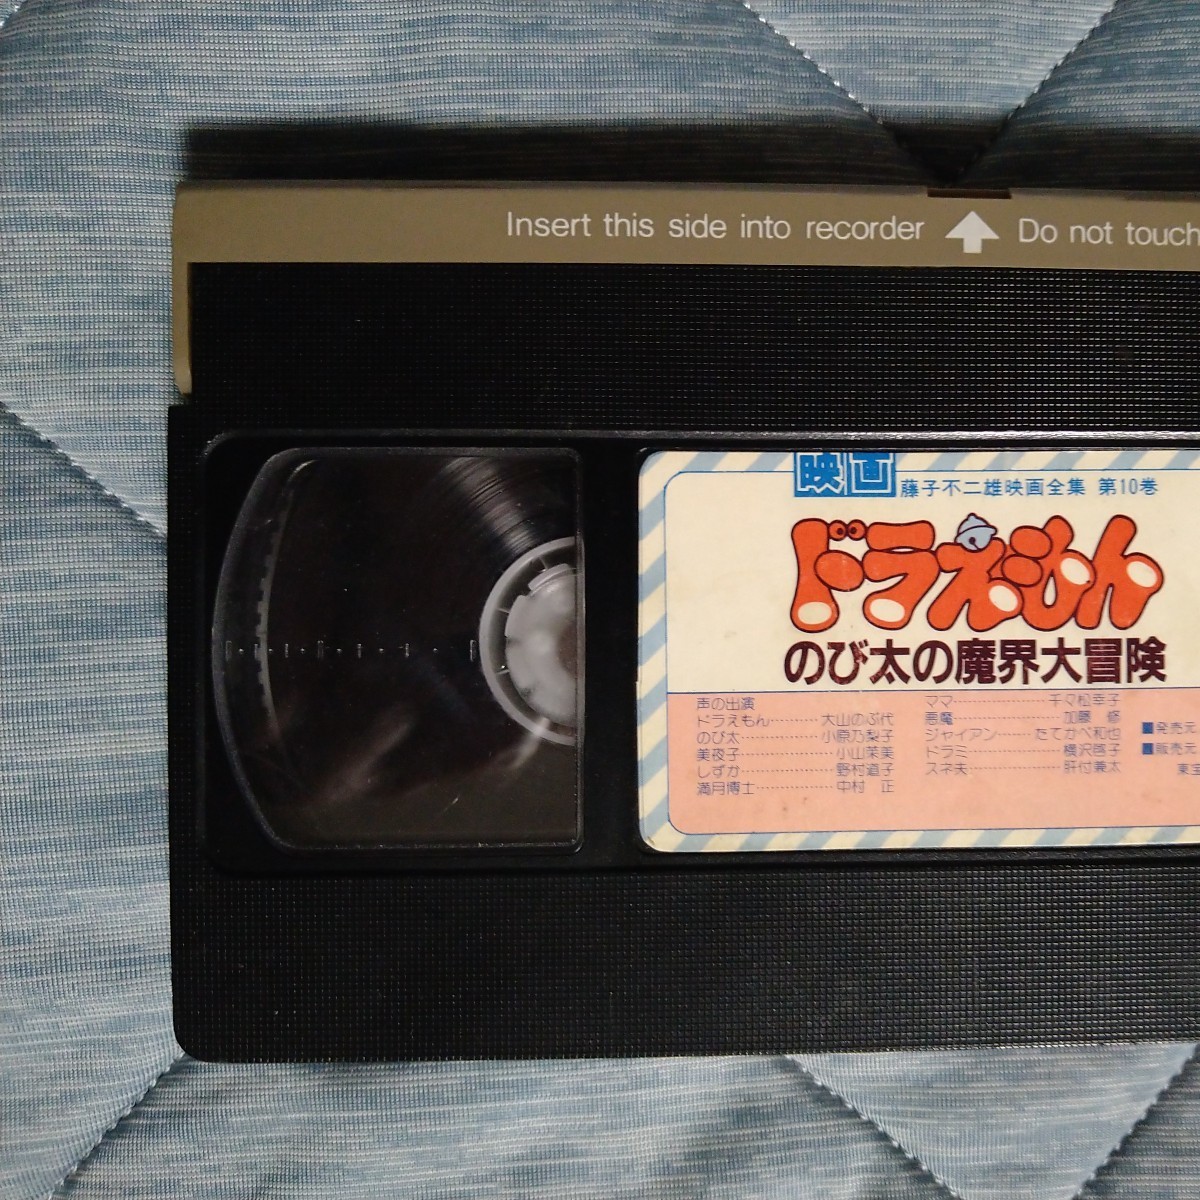 Insert this side into recorder Do not touch
映画 藤子不二雄映画全集 第10巻
ドラえもん
のび太の魔界大冒険
声の出演
ドラえもん………大山のぶ代
のび太…………小原乃梨子
美夜子…………小山茉美
しずか…………野村道子
満月博士…………中村 正
ママ…………千々松幸子
悪魔…………加藤 修
ジャイアン………たてかべ和也
ドラミ…………横沢啓子
スネ夫…………肝付兼太
■発売元
■販売元
東宝